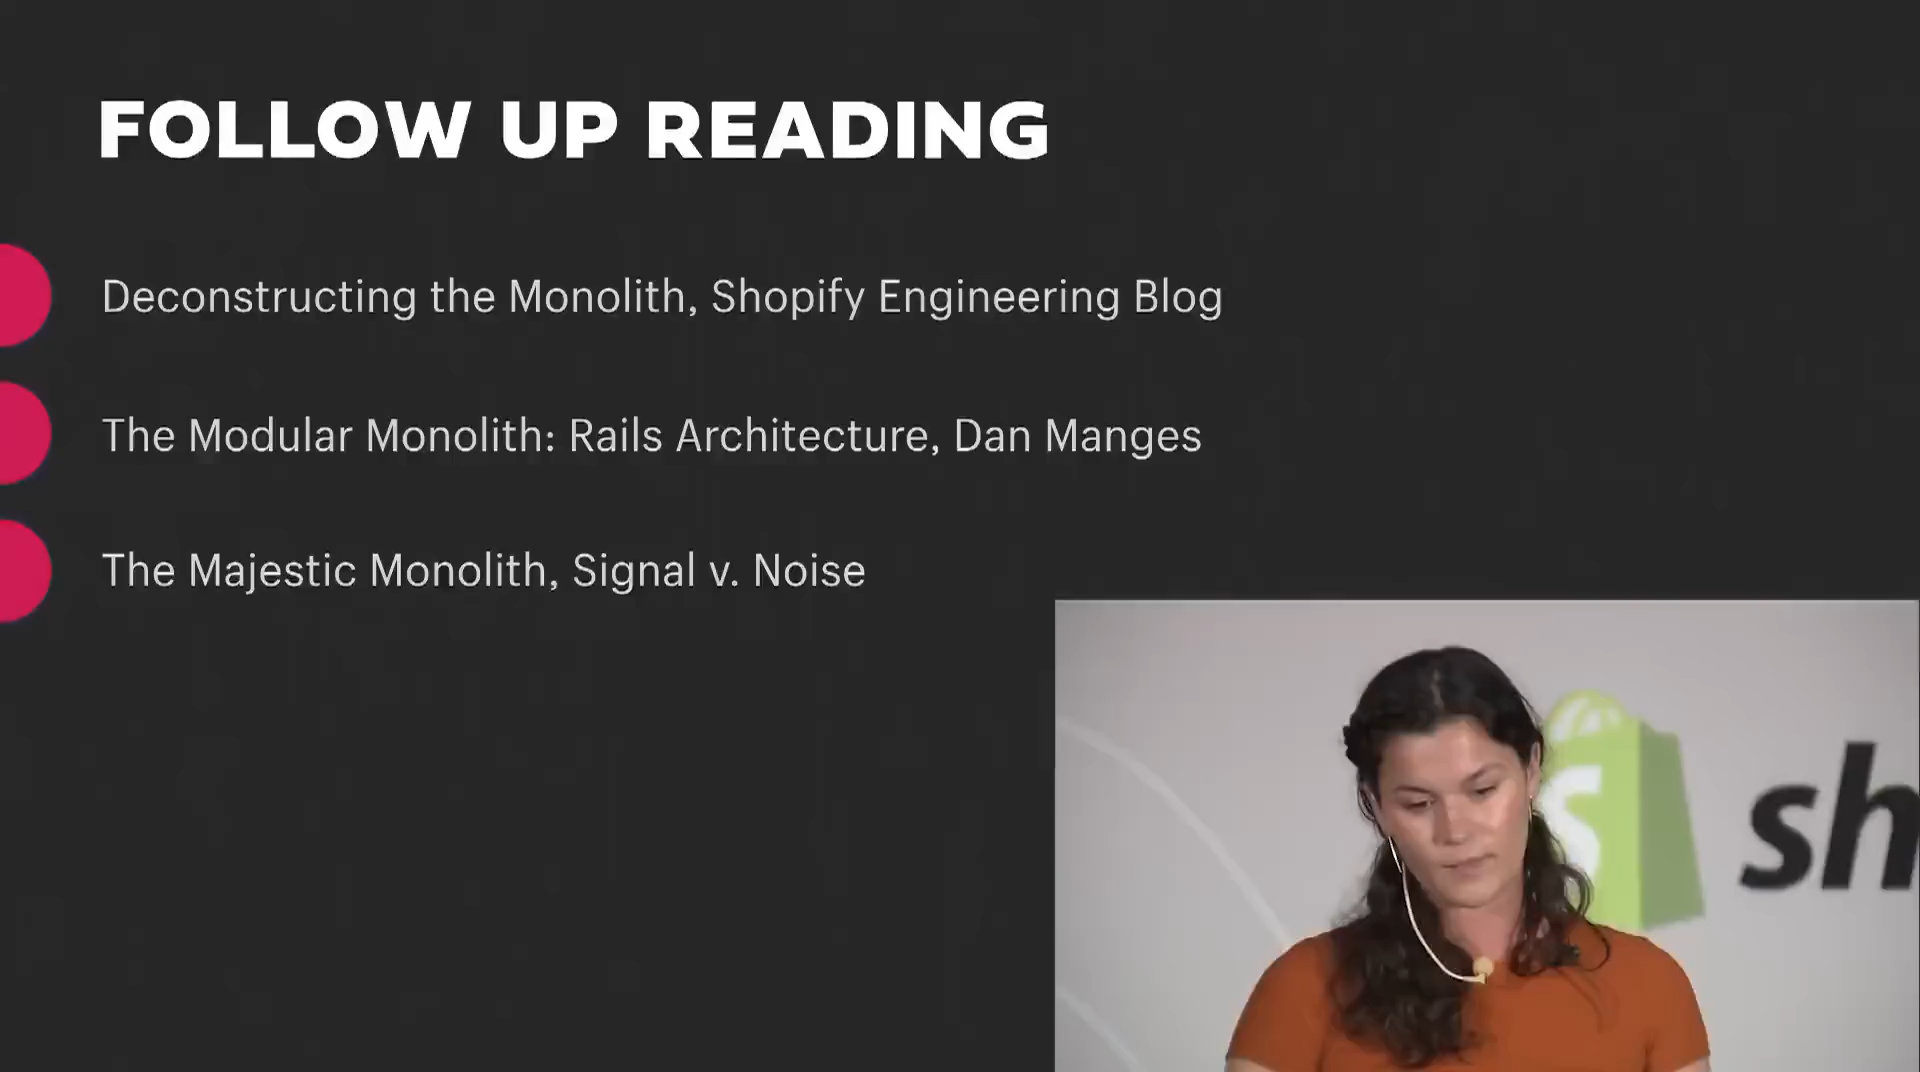 FOLLOW UP READING
Deconstructing the Monolith, Shopify Engineering Blog
The Modular Monolith: Rails Architecture, Dan Manges
The Majestic Monolith, Signal v. Noise
S
sh